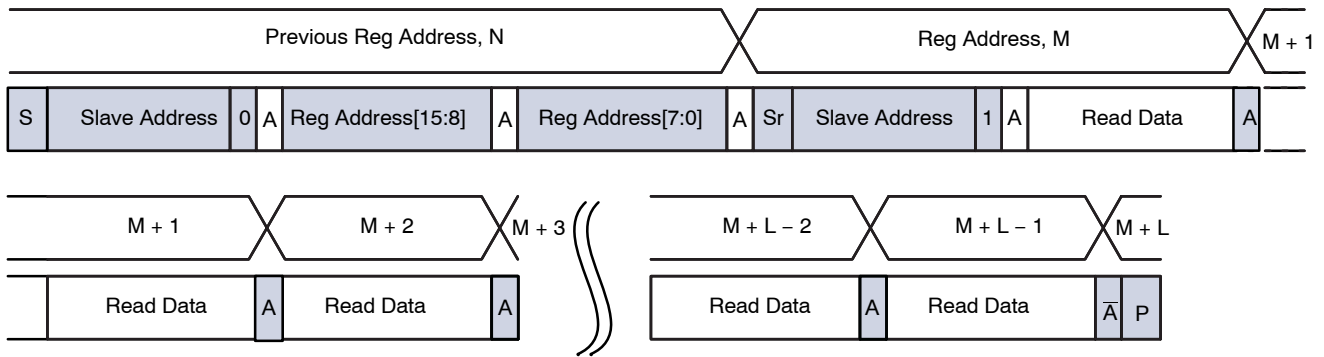 Previous Reg Address, N Reg Address, M M + 1
S Slave Address 0 A Reg Address[15:8] A Reg Address[7:0] A Sr Slave Address 1 A Read Data A
M + 1 M + 2 M + 3 M + L − 2 M + L − 1 M + L
Read Data A Read Data A Read Data A Read Data A̅ P